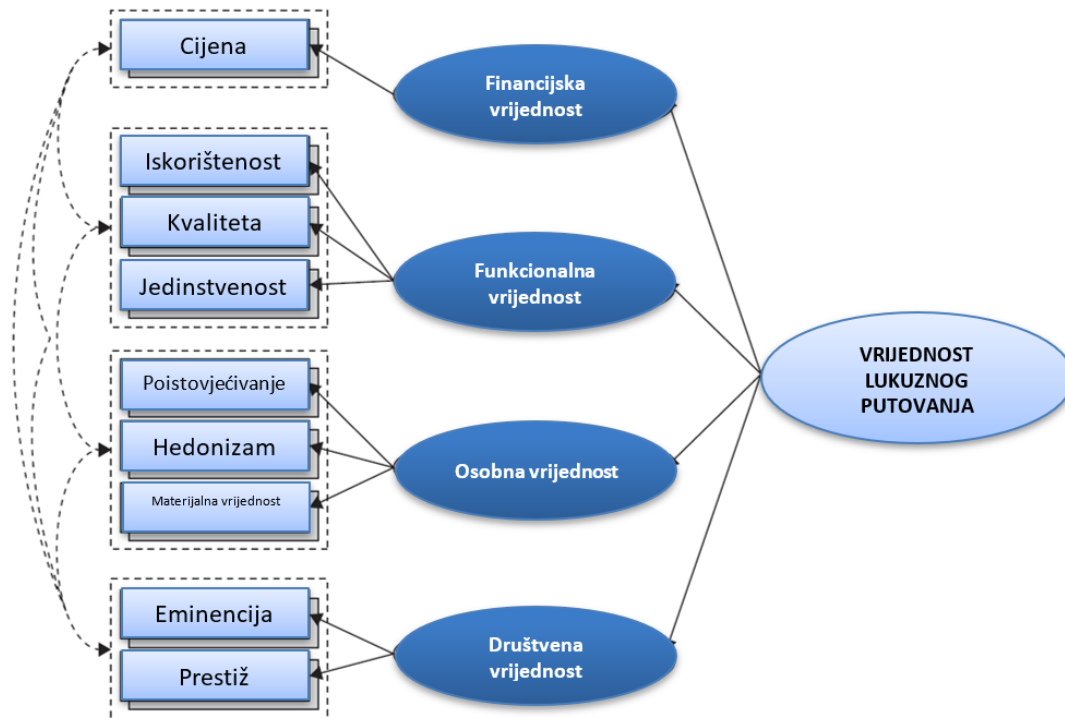 Cijena
Financijska
vrijednost
Iskorištenost
Kvaliteta
Jedinstvenost
Funkcionalna
vrijednost
VRIJEDNOST
LUKUZNOG
PUTOVANJA
Poistovjećivanje
Hedonizam
Materijalna vrijednost
Osobna vrijednost
Eminencija
Prestiž
Društvena
vrijednost